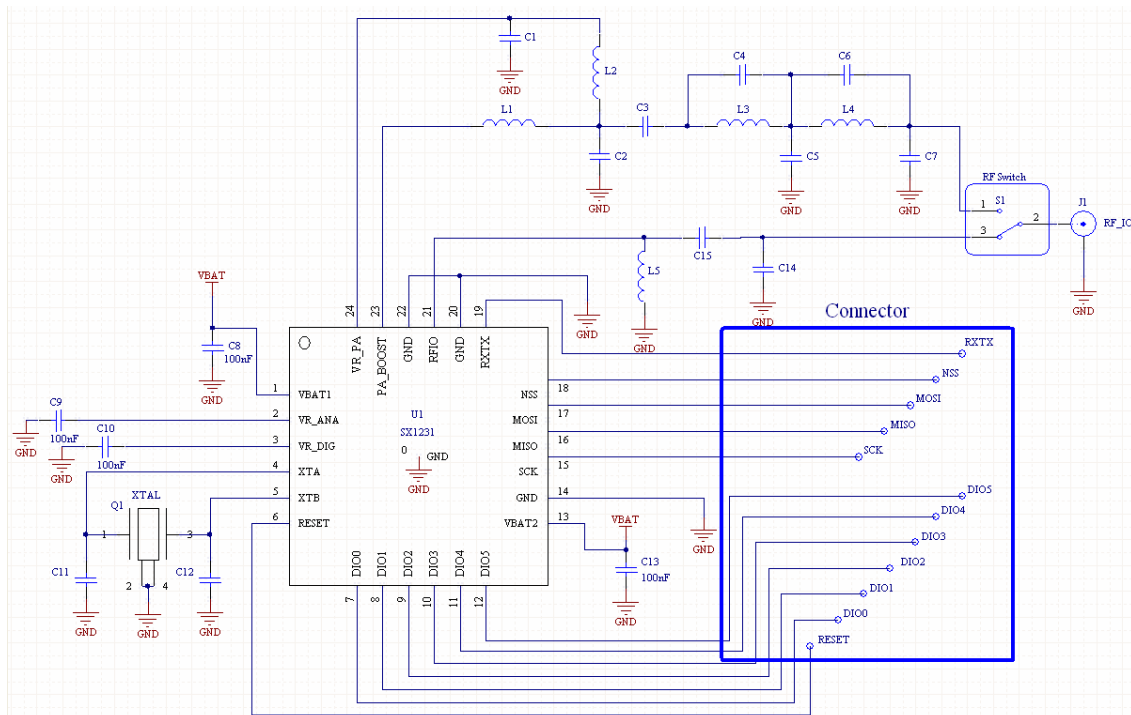 C1
GND
L2
C4
C6
L1
C3
L3
L4
C2
C5
C7
GND
GND
GND
RF Switch
S1
1
2
3
J1
RF_IO
C15
L5
C14
GND
GND
GND
GND
VBAT
C8
100nF
GND
24
23
22
21
20
19
VR_PA
PA_BOOST
GND
RFIO
GND
RXTX
Connector
RXTX
NSS
MOSI
MISO
SCK
DIO5
DIO4
DIO3
DIO2
DIO1
DIO0
RESET
1
VBAT1
2
VR_ANA
3
VR_DIG
4
XTA
5
XTB
6
RESET
C9
100nF
GND
C10
100nF
GND
U1
SX1231
0
GND
GND
NSS
18
MOSI
17
MISO
16
SCK
15
GND
14
VBAT2
13
GND
VBAT
C13
100nF
GND
XTAL
Q1
1
3
2
4
C11
C12
GND
GND
GND
DIO0
DIO1
DIO2
DIO3
DIO4
DIO5
7
8
9
10
11
12